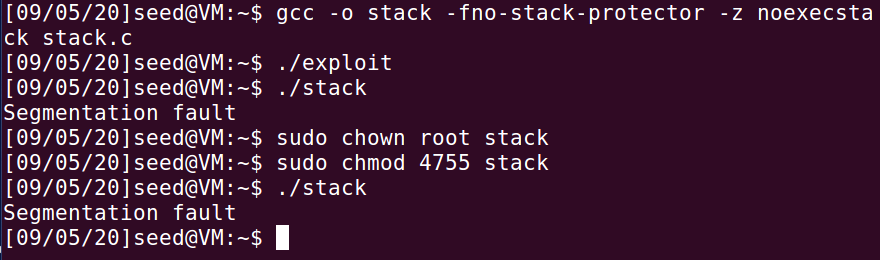 [09/05/20]seed@VM:~$ gcc -o stack -fno-stack-protector -z noexecsta
ck stack.c
[09/05/20]seed@VM:~$ ./exploit
[09/05/20]seed@VM:~$ ./stack
Segmentation fault
[09/05/20]seed@VM:~$ sudo chown root stack
[09/05/20]seed@VM:~$ sudo chmod 4755 stack
[09/05/20]seed@VM:~$ ./stack
Segmentation fault
[09/05/20]seed@VM:~$